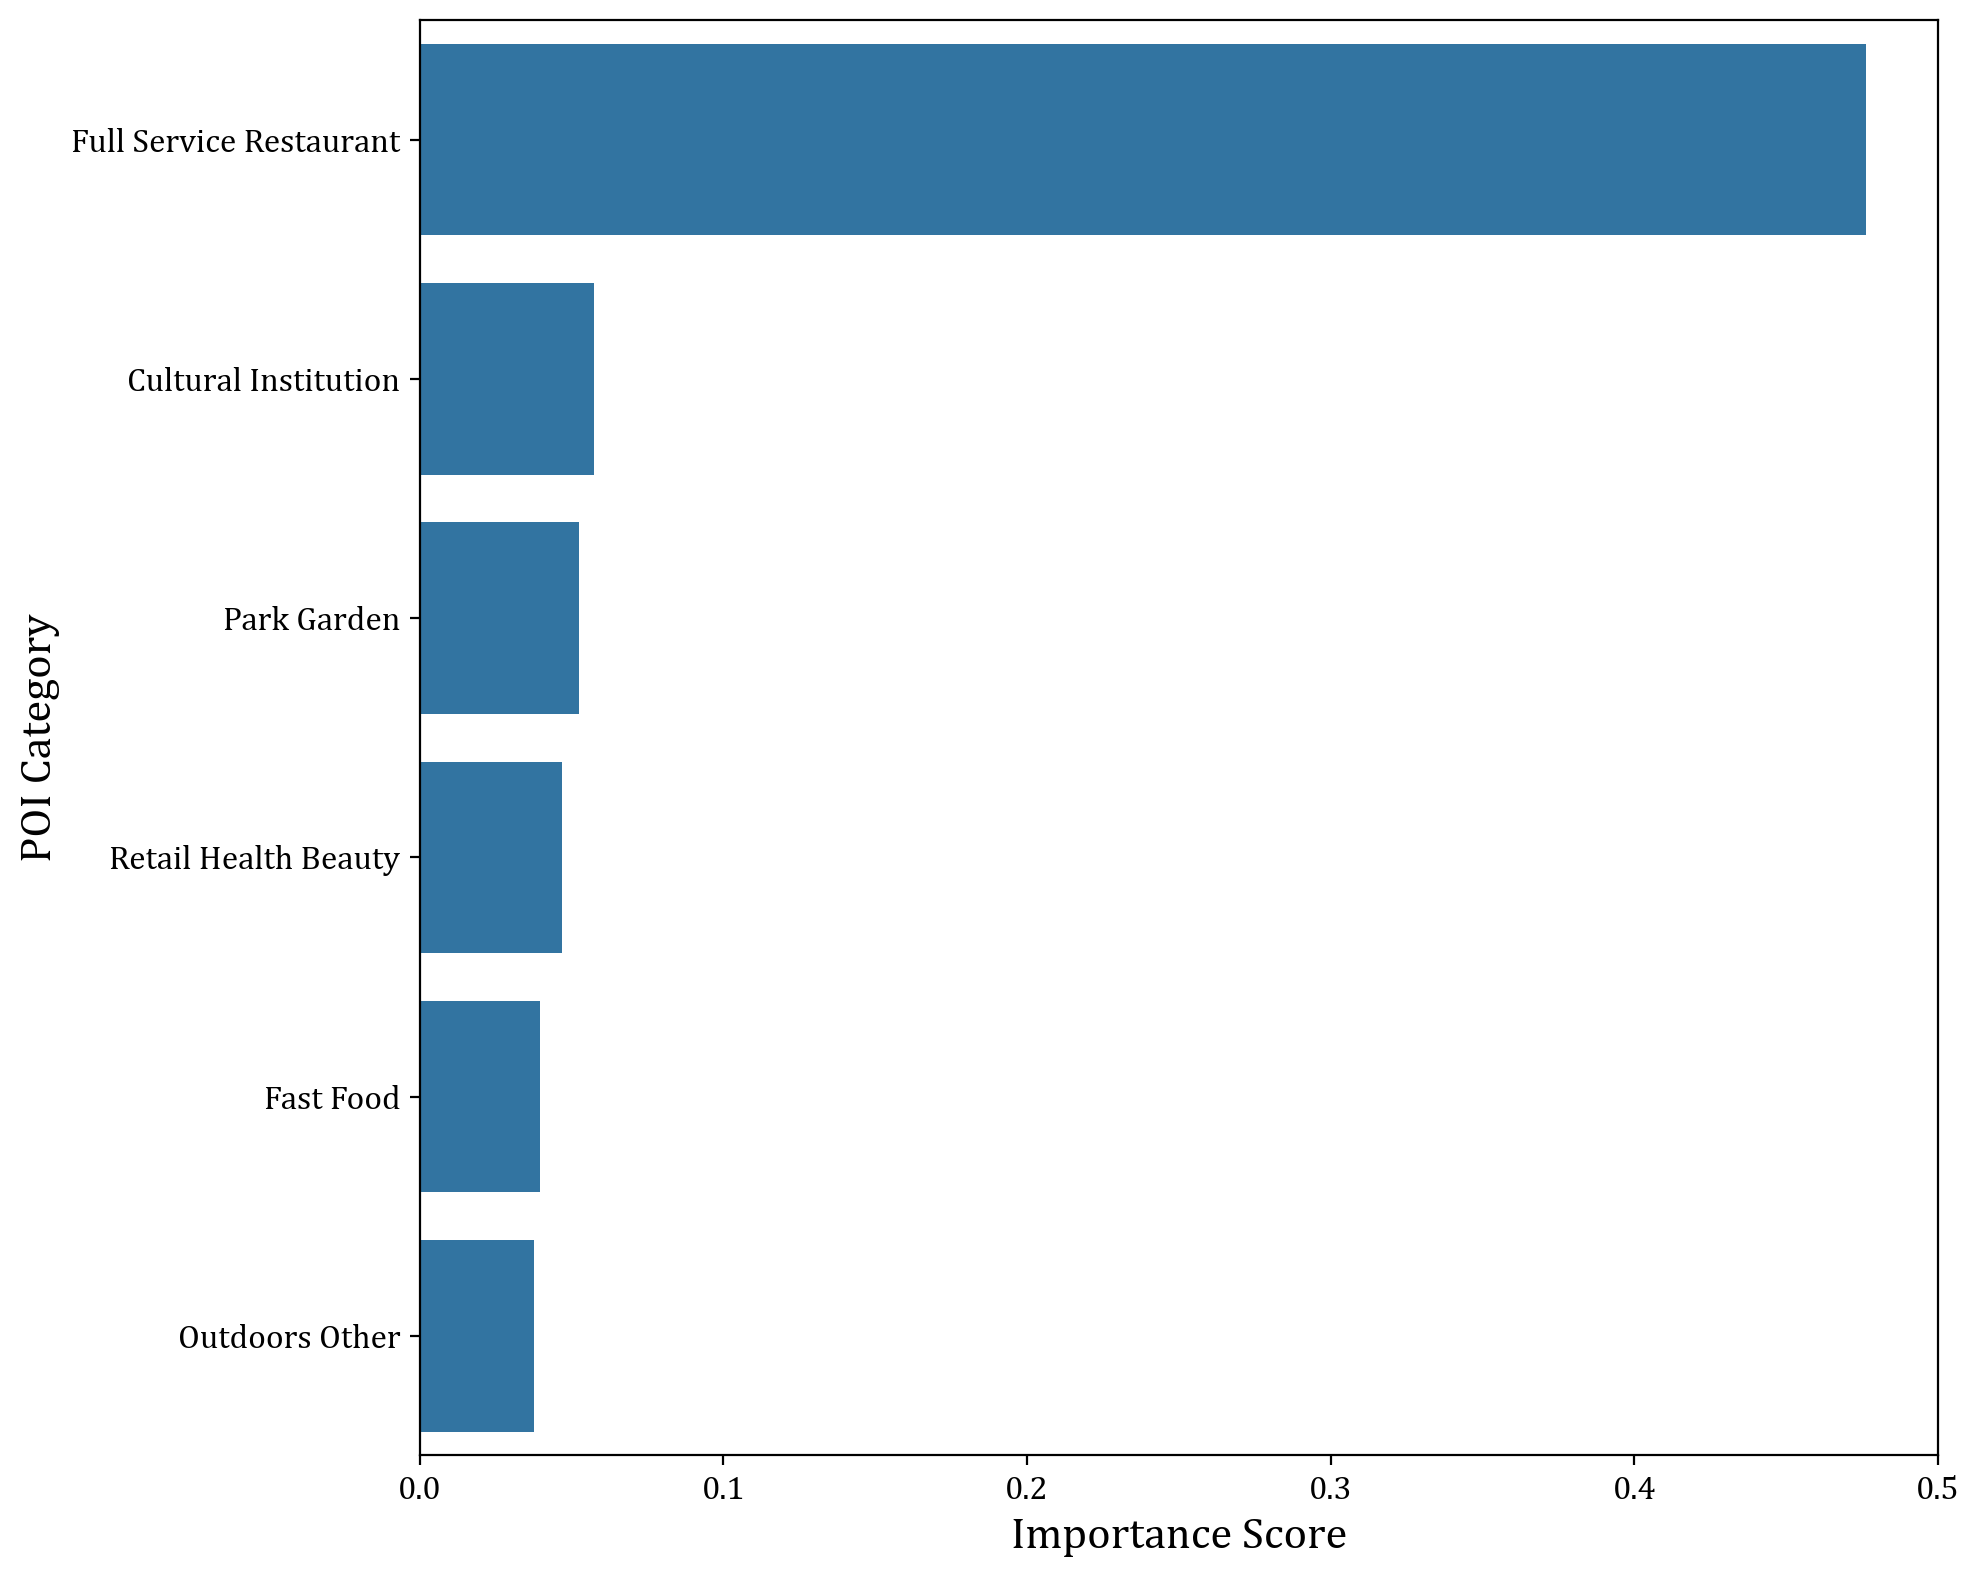 Full Service Restaurant
Cultural Institution
Park Garden
Retail Health Beauty
Fast Food
Outdoors Other
POI Category
0.0 0.1 0.2 0.3 0.4 0.5
Importance Score